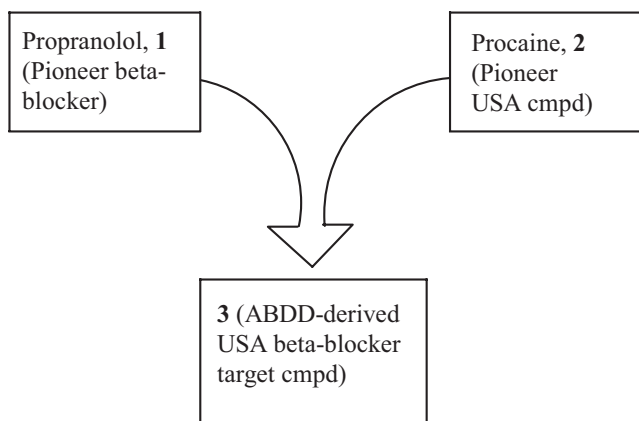 Propranolol, 1
(Pioneer beta-
blocker)
Procaine, 2
(Pioneer
USA cmpd)
3 (ABDD-derived
USA beta-blocker
target cmpd)